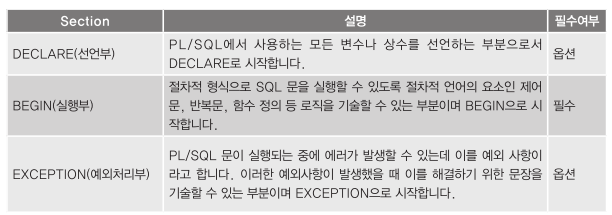 Section 설명 필수여부
DECLARE(선언부) PL/SQL에서 사용하는 모든 변수나 상수를 선언하는 부분으로서 옵션
DECLARE로 시작합니다.
절차적 형식으로 SQL 문을 실행할 수 있도록 절차적 언어의 요소인 제어
BEGIN(실행부) 문, 반복문, 함수 정의 등 로직을 기술할 수 있는 부분이며 BEGIN으로 시 필수
작합니다.
PL/SQL 문이 실행되는 중에 에러가 발생할 수 있는데 이를 예외 사항이
EXCEPTION(예외처리부) 라고 합니다. 이러한 예외사항이 발생했을 때 이를 해결하기 위한 문장을 옵션
기술할 수 있는 부분이며 EXCEPTION으로 시작합니다.